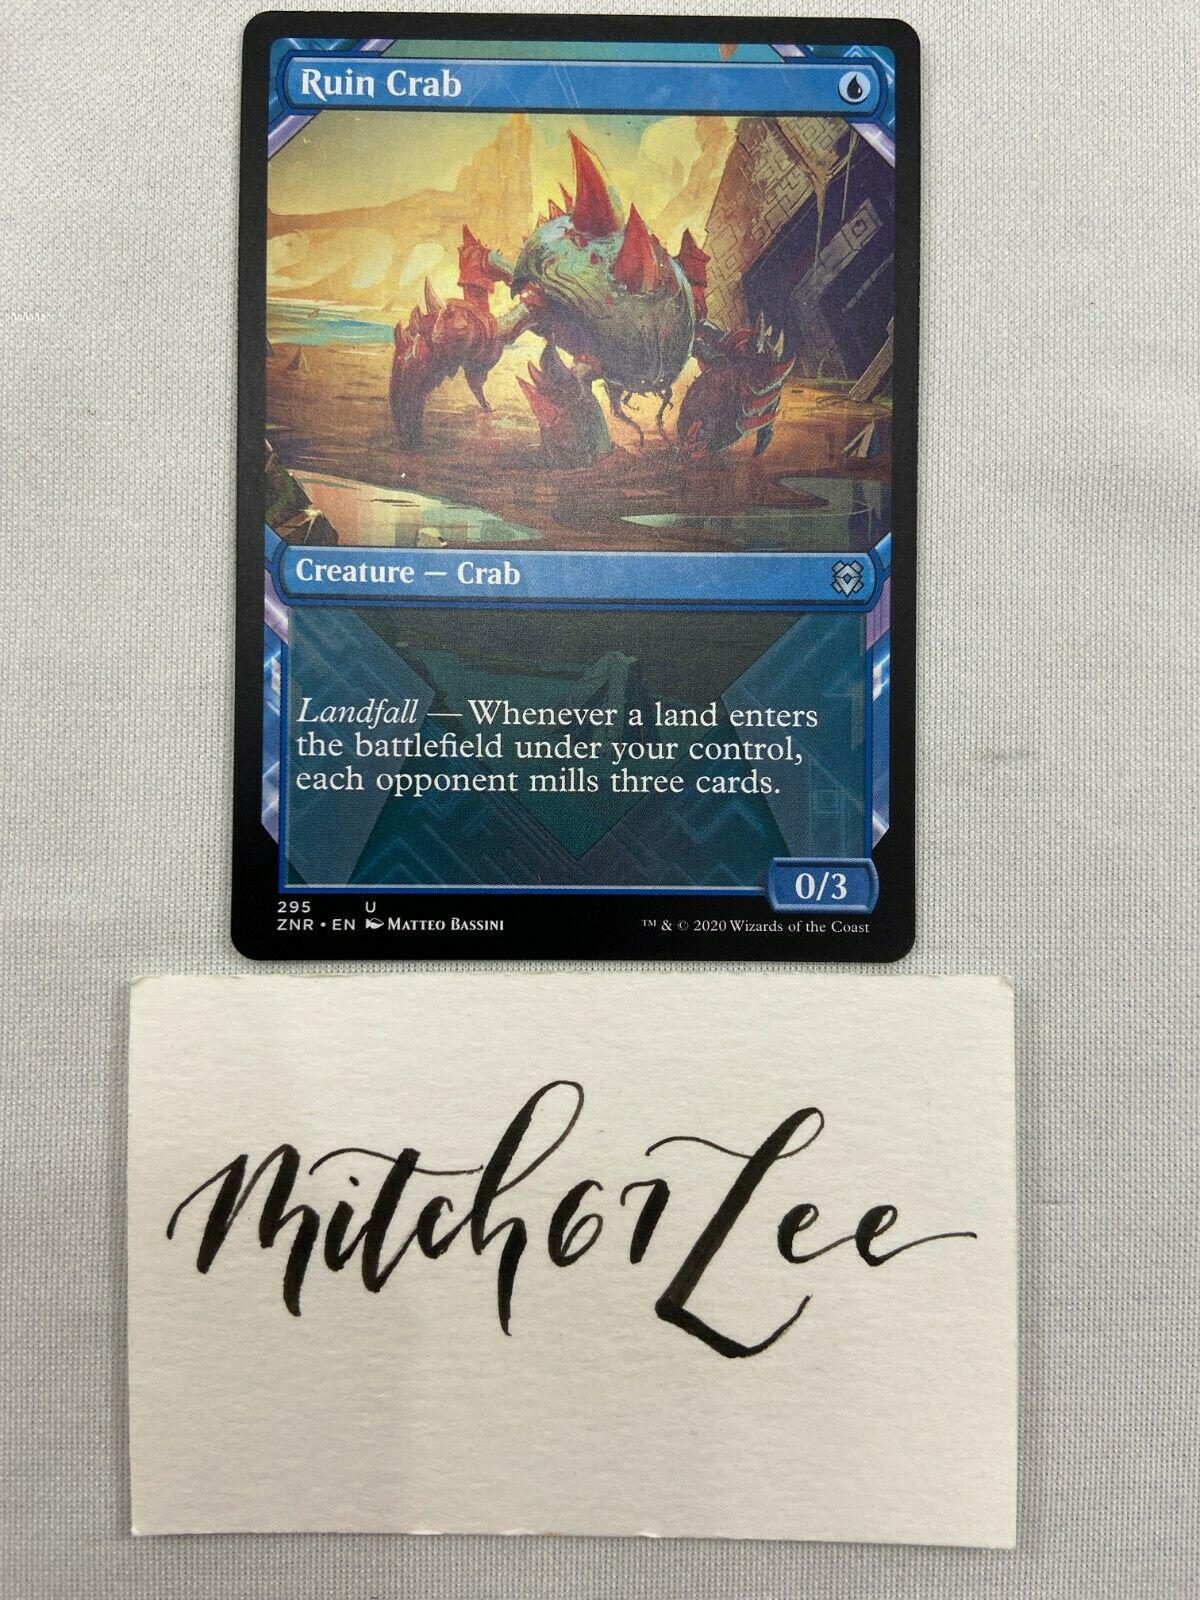 Ruin Crab
Creature — Crab
Landfall — Whenever a land enters
the battlefield under your control,
each opponent mills three cards.
0/3
295 U
ZNR • EN Matteo Bassini
™ & © 2020 Wizards of the Coast
Mitch67Lee